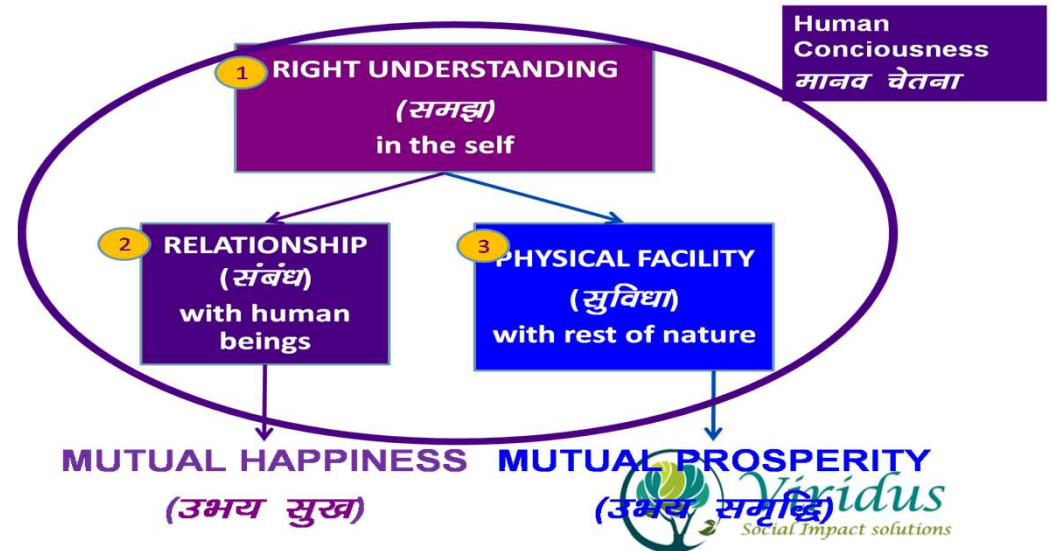 Human
Conciousness
मानव चेतना
1
RIGHT UNDERSTANDING
(समझ)
in the self
2
RELATIONSHIP
(संबंध)
with human
beings
3
PHYSICAL FACILITY
(सुविधा)
with rest of nature
MUTUAL HAPPINESS
(उभय सुख)
MUTUAL PROSPERITY
(उभय समृद्धि)
Viridus
Social Impact solutions